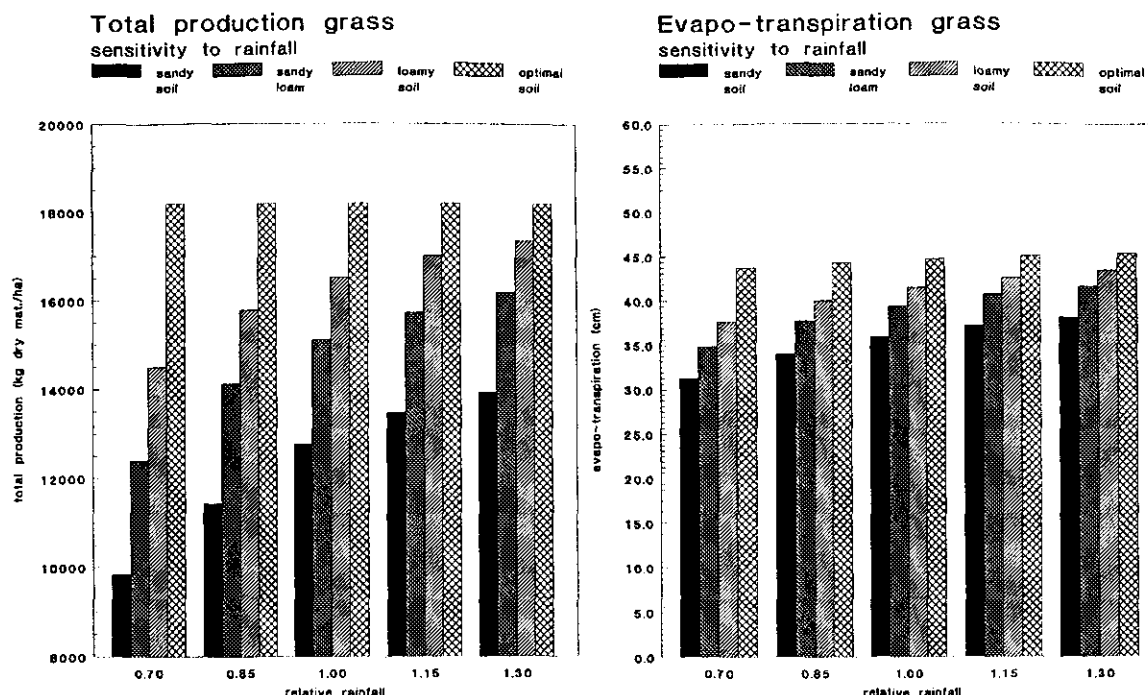 Total production grass
sensitivity to rainfall
sandy soil
sandy loam
loamy soil
optimal soil
20000
18000
16000
14000
12000
10000
8000
total production (kg dry mat./ha)
0.70 0.85 1.00 1.15 1.30
relative rainfall
Evapo-transpiration grass
sensitivity to rainfall
sandy soil
sandy loam
loamy soil
optimal soil
60.0
55.0
50.0
45.0
40.0
35.0
30.0
25.0
20.0
15.0
10.0
5.0
0.0
evapo-transpiration (cm)
0.70 0.85 1.00 1.15 1.30
relative rainfall